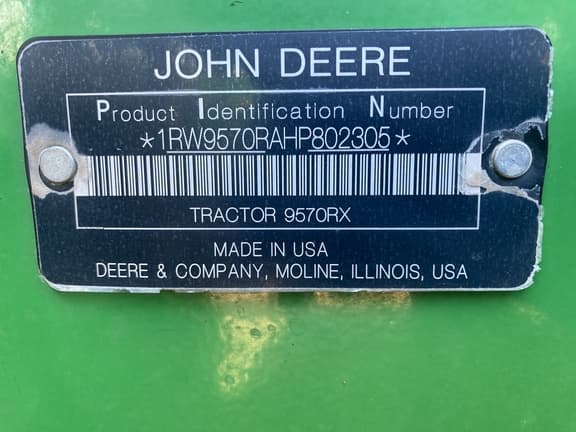 JOHN DEERE
Product Identification Number
*1RW9570RAHP802305*
TRACTOR 9570RX
MADE IN USA
DEERE & COMPANY, MOLINE, ILLINOIS, USA